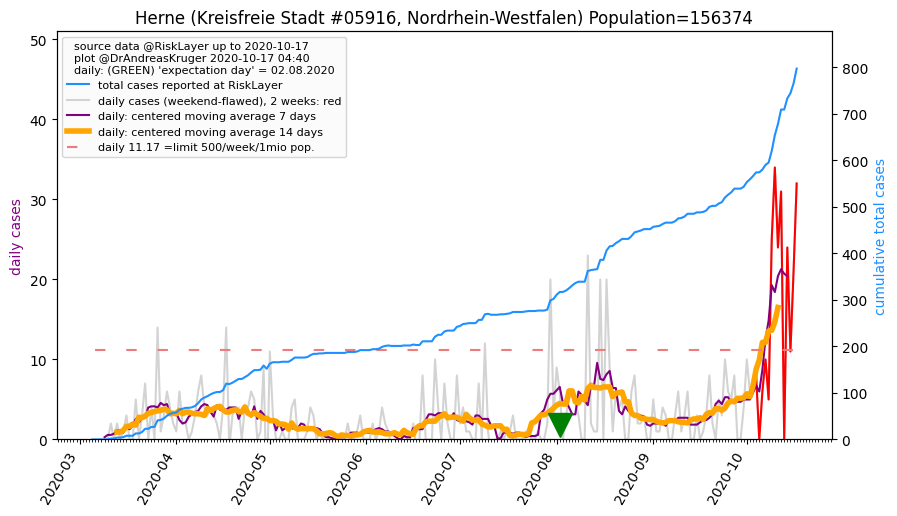 Herne (Kreisfreie Stadt #05916, Nordrhein-Westfalen) Population=156374
source data @RiskLayer up to 2020-10-17
plot @DrAndreasKruger 2020-10-17 04:40
daily: (GREEN) 'expectation day' = 02.08.2020
total cases reported at RiskLayer
daily cases (weekend-flawed), 2 weeks: red
daily: centered moving average 7 days
daily: centered moving average 14 days
daily 11.17 =limit 500/week/1mio pop.
daily cases
50
40
30
20
10
0
cumulative total cases
800
700
600
500
400
300
200
100
0
2020-03
2020-04
2020-05
2020-06
2020-07
2020-08
2020-09
2020-10